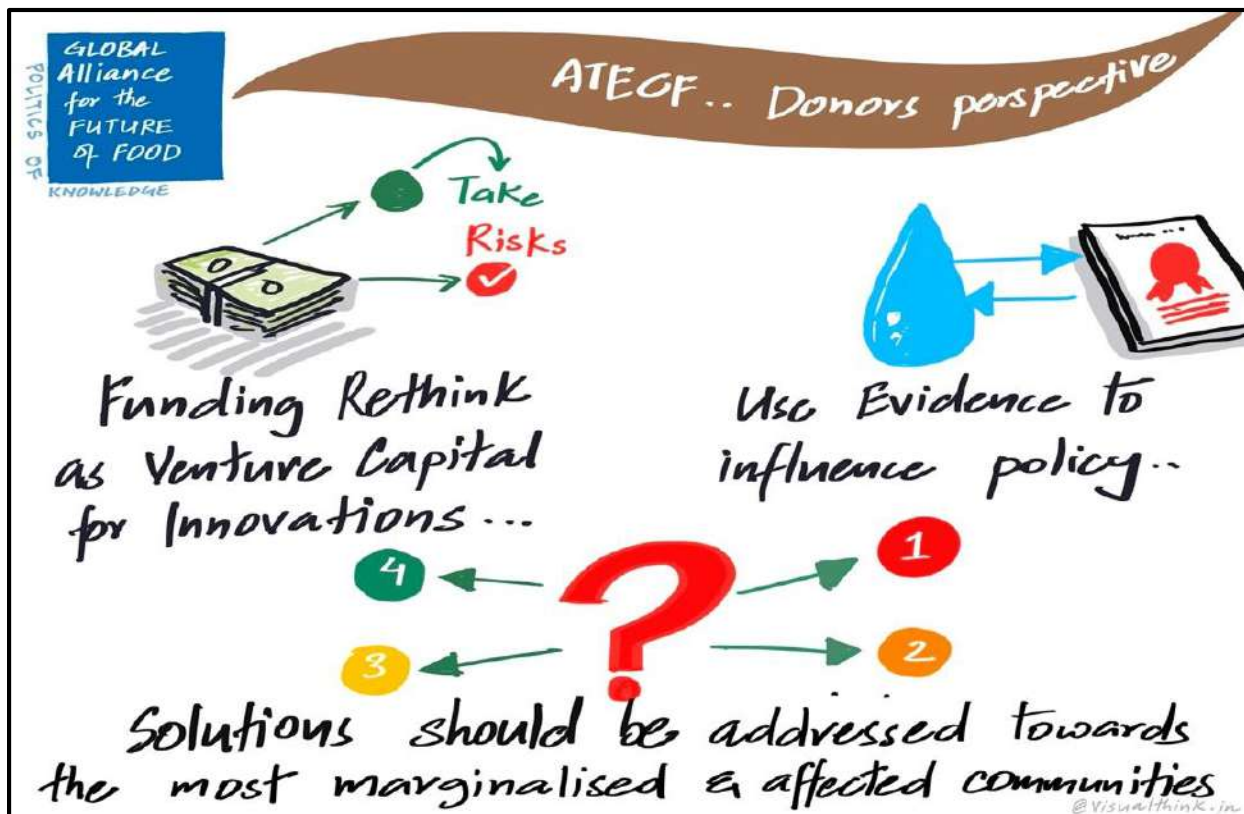 GLOBAL
Alliance
for the
FUTURE
of FOOD
POLITICS OF
KNOWLEDGE
ATECF.. Donors perspective
Take
Risks
Funding Rethink
as Venture Capital
for Innovations...
Use Evidence to
influence policy..
4
1
3
2
Solutions should be addressed towards
the most marginalised & affected communities
@visualthink.in